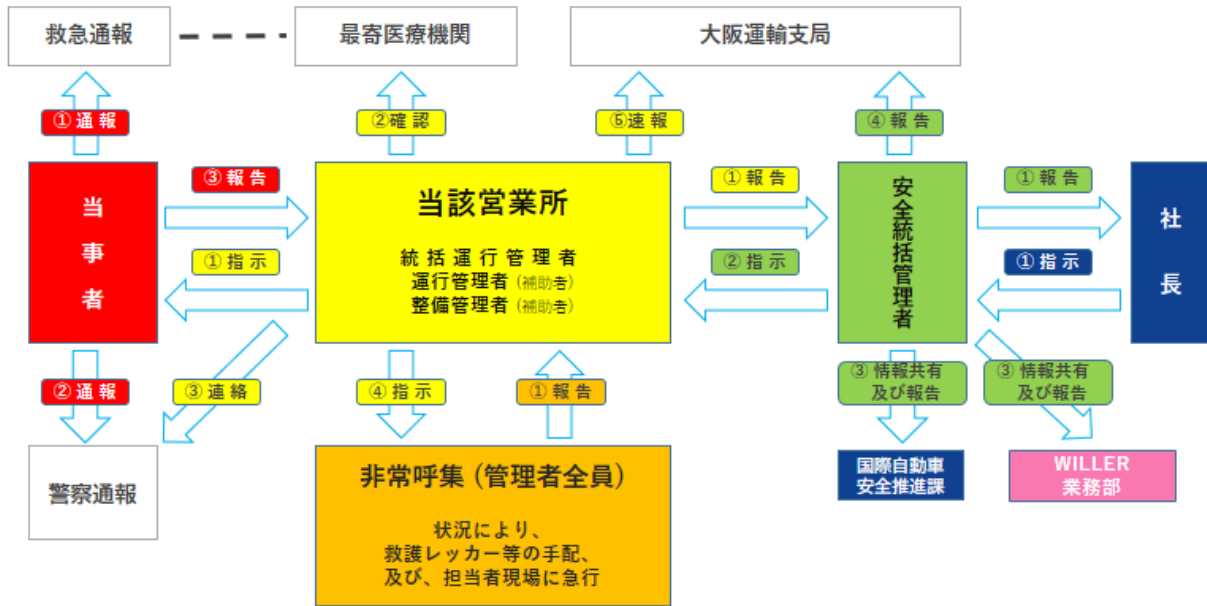 救急通報
最寄医療機関
大阪運輸支局
①通報
②確認
⑤速報
④報告
当
事
者
③報告
①指示
当該営業所
統括運行管理者
運行管理者（補助者）
整備管理者（補助者）
①報告
②指示
安全統括管理者
①報告
①指示
社
長
②通報
③連絡
④指示
①報告
③情報共有
及び報告
③情報共有
及び報告
警察通報
非常呼集(管理者全員)
状況により、
救護レッカー等の手配、
及び、担当者現場に急行
国際自動車
安全推進課
WILLER
業務部